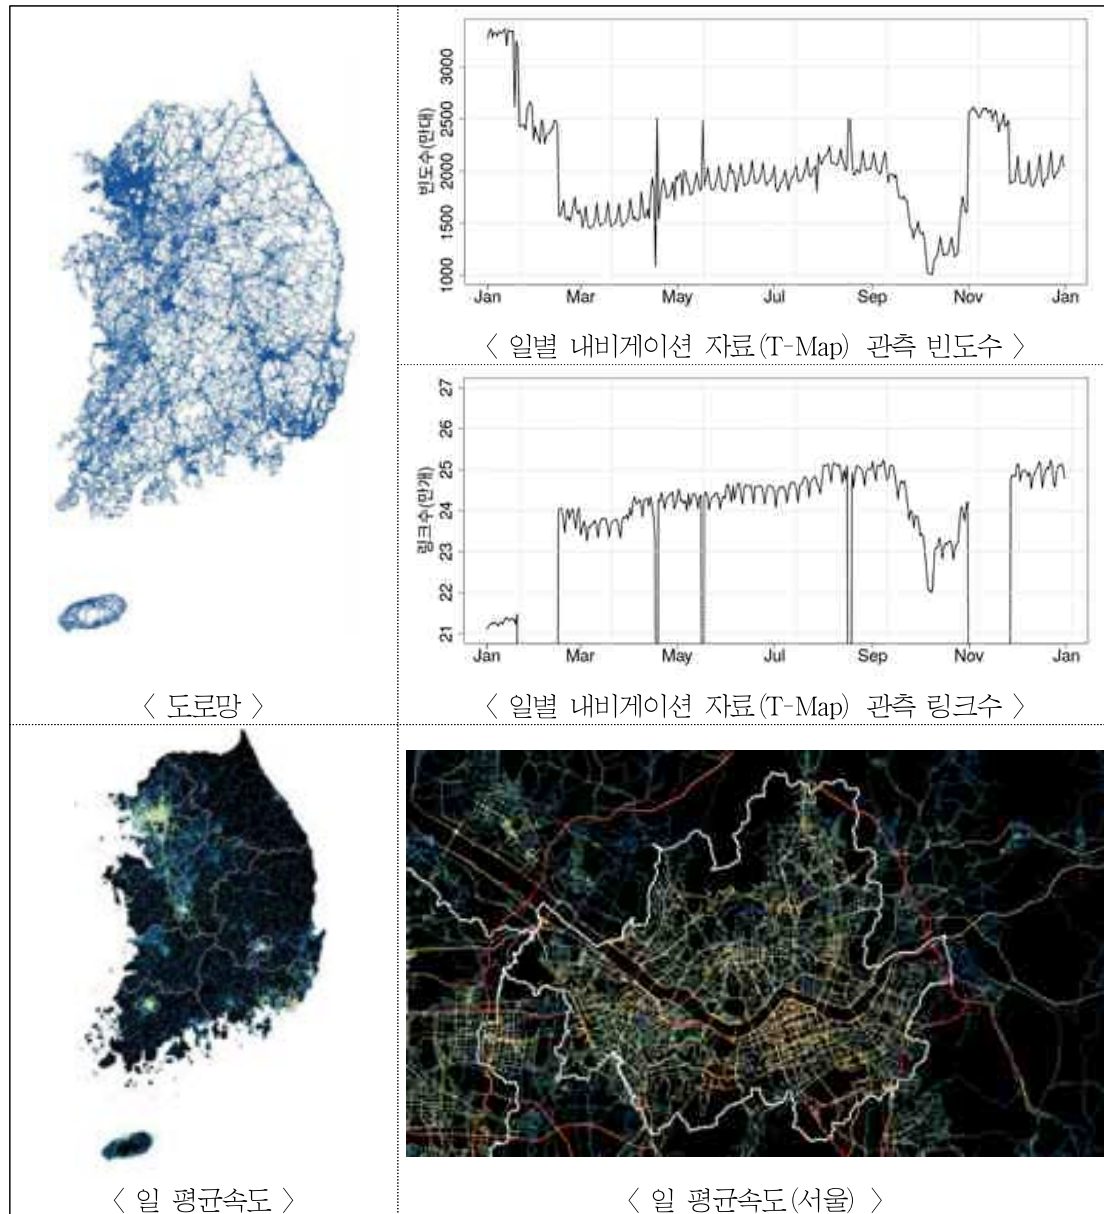 3000
2500
2000
1500
1000
빈도수(만대)
Jan Mar May Jul Sep Nov Jan
< 일별 내비게이션 자료(T-Map) 관측 빈도수 >
27
26
25
24
23
22
21
링크수(만개)
Jan Mar May Jul Sep Nov Jan
< 도로망 >
< 일별 내비게이션 자료(T-Map) 관측 링크수 >
< 일 평균속도 >
< 일 평균속도(서울) >